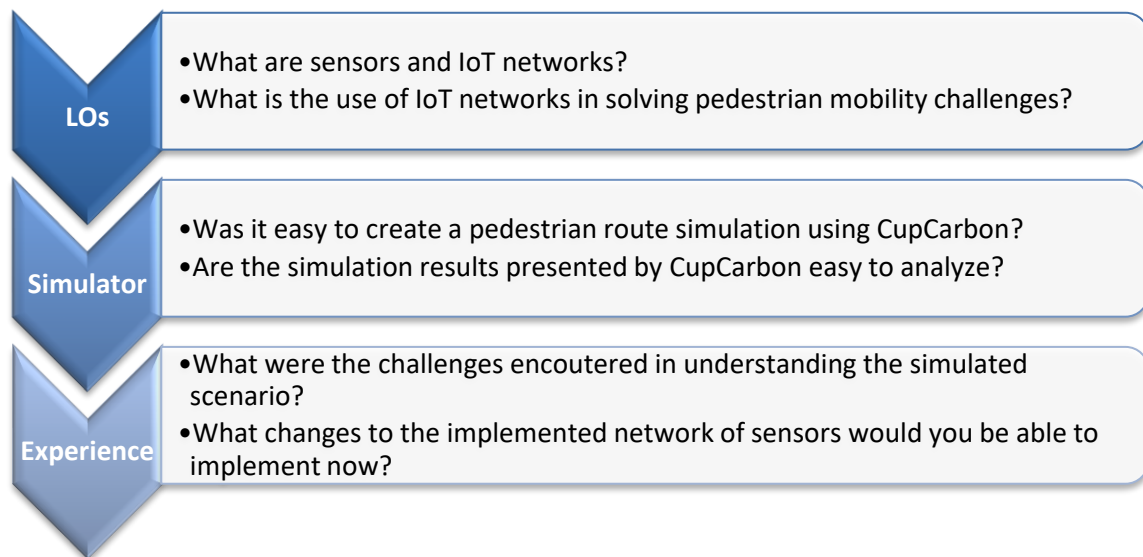 LOs
•What are sensors and IoT networks?
•What is the use of IoT networks in solving pedestrian mobility challenges?
Simulator
•Was it easy to create a pedestrian route simulation using CupCarbon?
•Are the simulation results presented by CupCarbon easy to analyze?
Experience
•What were the challenges encoutered in understanding the simulated
scenario?
•What changes to the implemented network of sensors would you be able to
implement now?